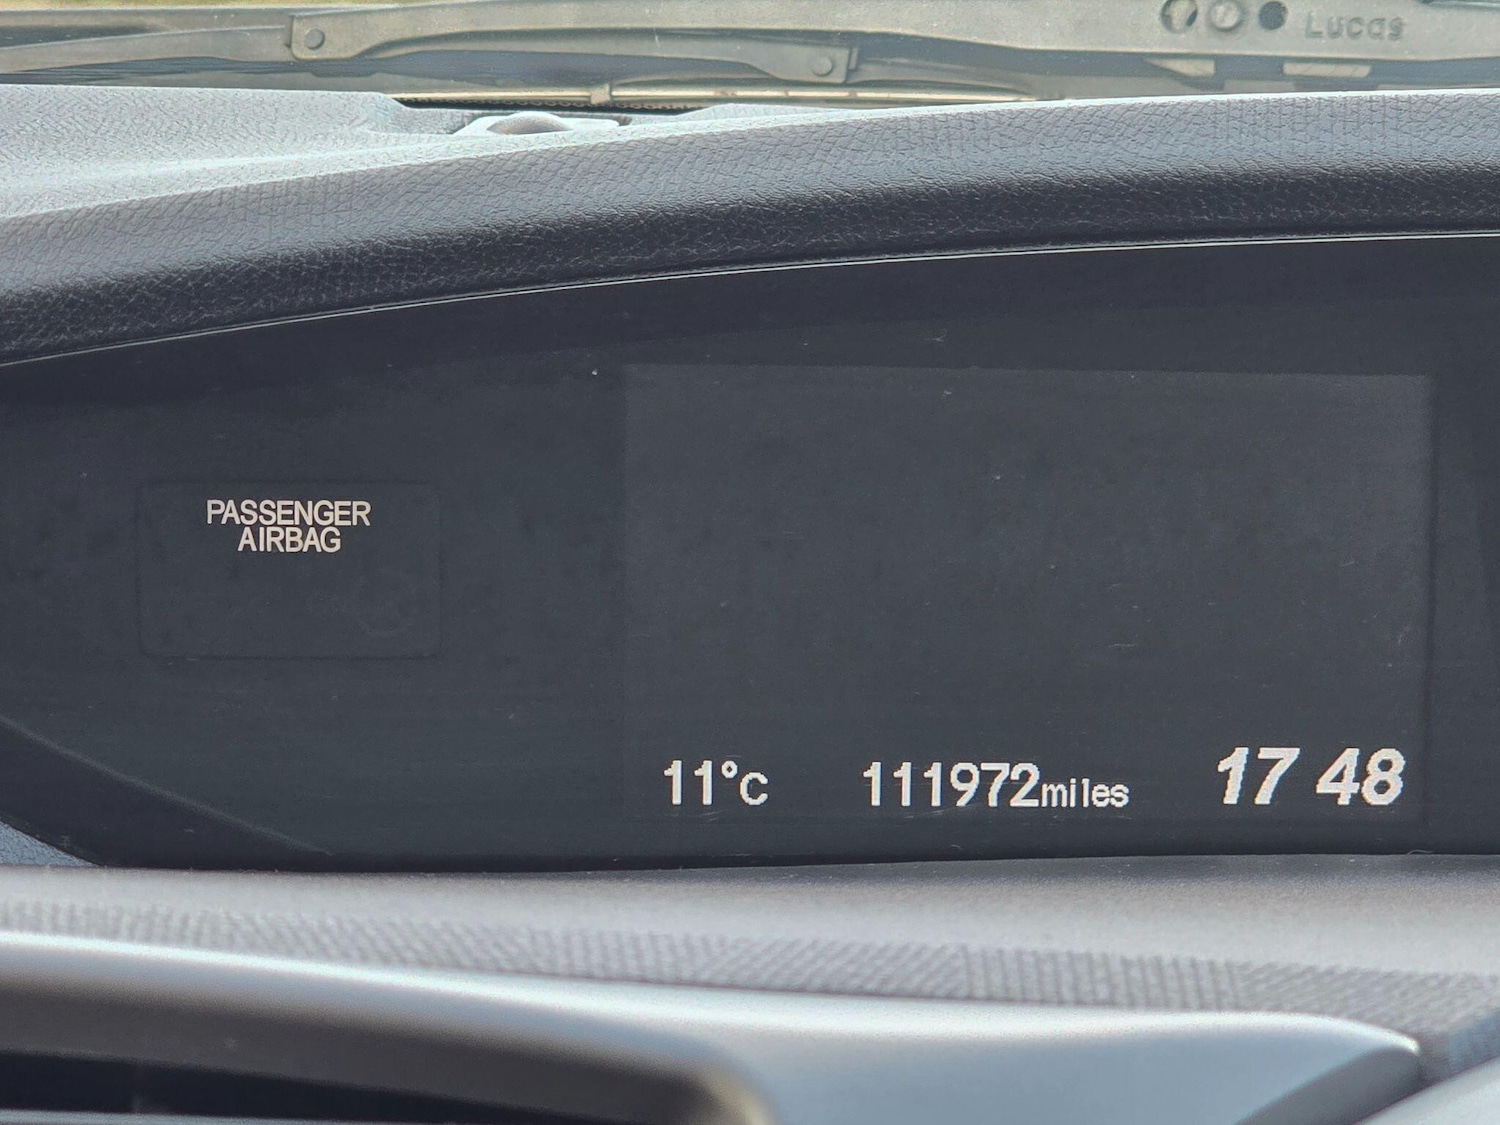 Lucas
PASSENGER
AIRBAG
11°C 111972miles 17 48